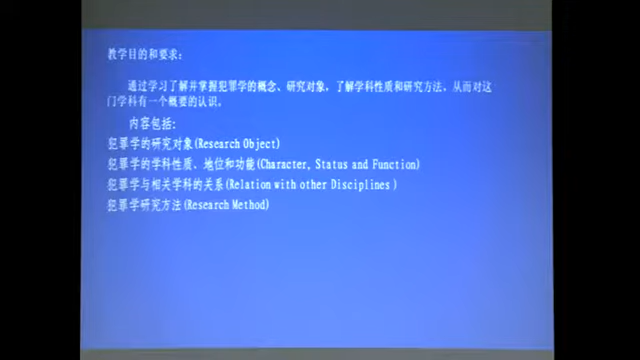 教学目的和要求:
通过学习了解并掌握犯罪学的概念、研究对象，了解学科性质和研究方法，从而对这
门学科有一个概要的认识。
内容包括:
犯罪学的研究对象(Research Object)
犯罪学的学科性质、地位和功能(Character, Status and Function)
犯罪学与相关学科的关系(Relation with other Disciplines )
犯罪学研究方法(Research Method)